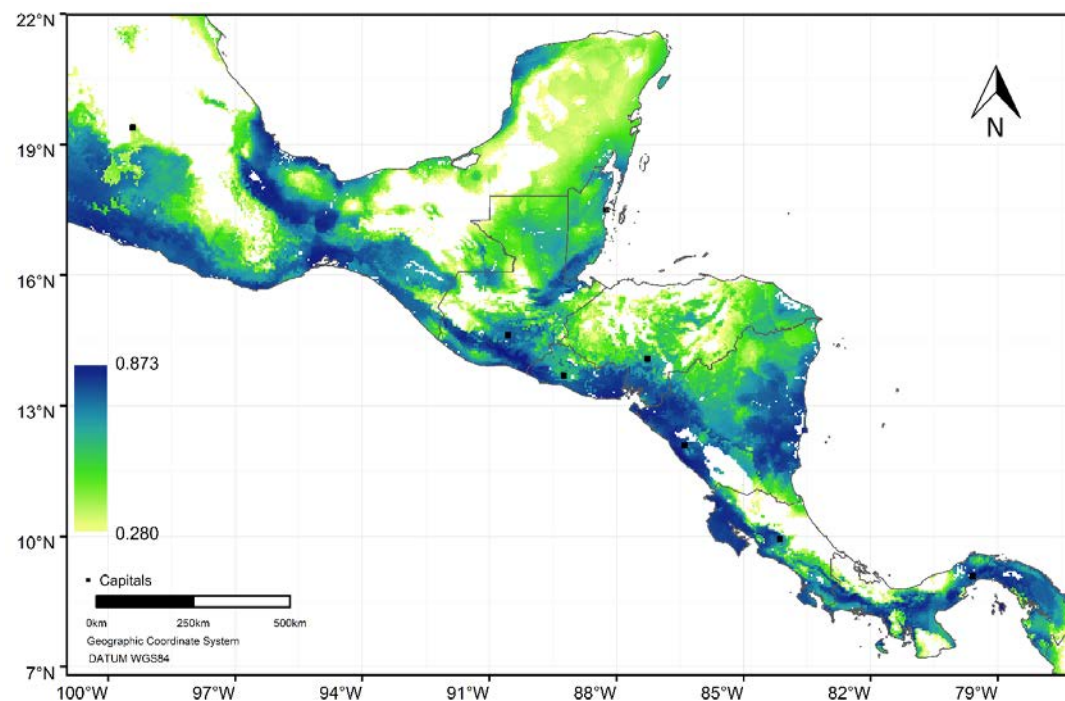 22°N
19°N
16°N
13°N
10°N
7°N
N
0.873
0.280
Capitals
0km 250km 500km
Geographic Coordinate System
DATUM WGS84
100°W 97°W 94°W 91°W 88°W 85°W 82°W 79°W